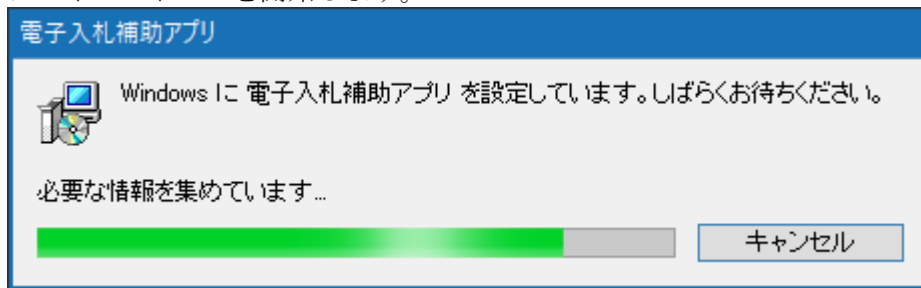 電子入札補助アプリ
Windows に 電子入札補助アプリ を設定しています。しばらくお待ちください。
必要な情報を集めています...
キャンセル